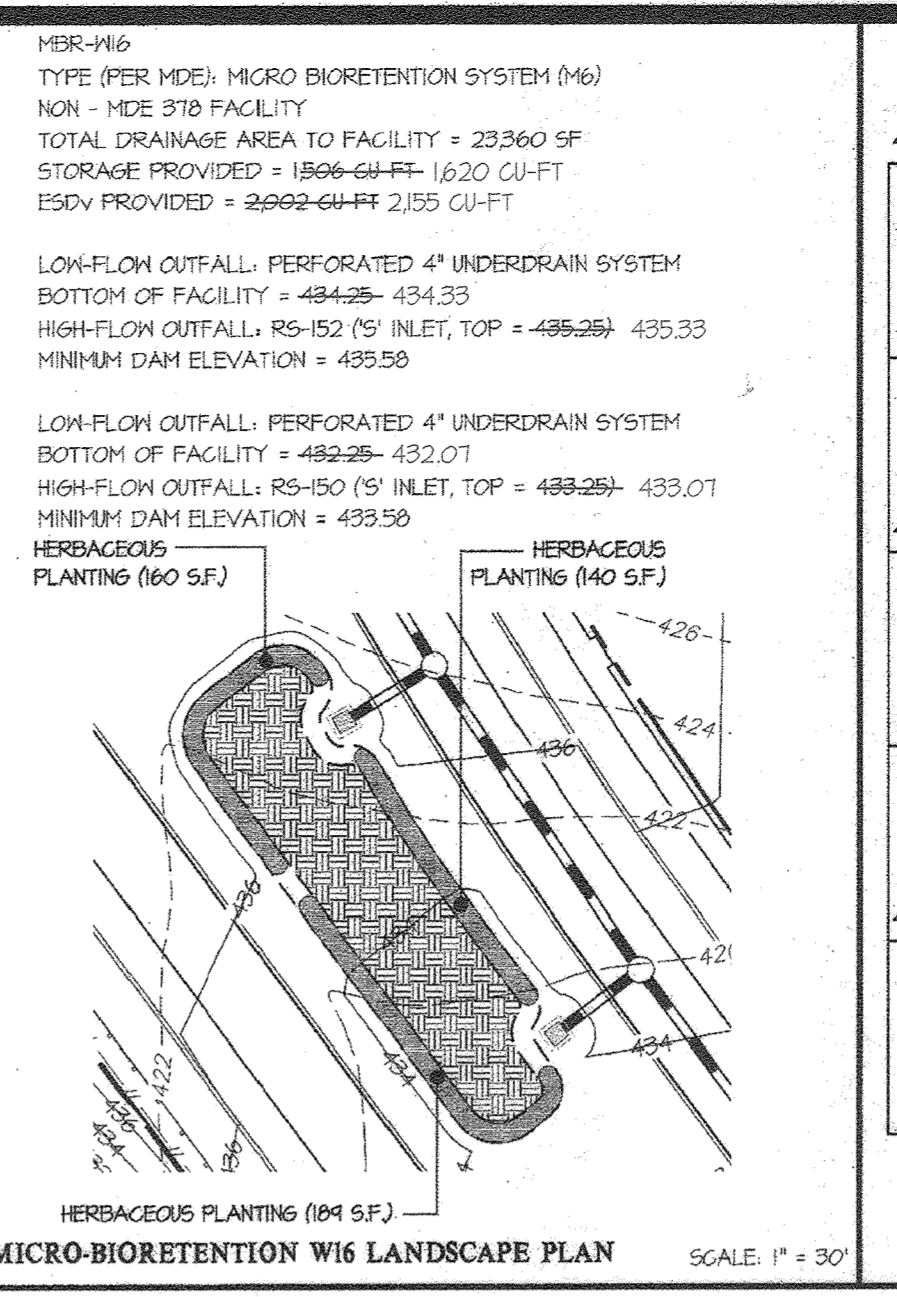 MBR-W16
TYPE (PER MDE): MICRO BIORETENTION SYSTEM (M6)
NON - MDE 378 FACILITY
TOTAL DRAINAGE AREA TO FACILITY = 23,360 SF
STORAGE PROVIDED = 1,506 CU-FT 1,620 CU-FT
ESDv PROVIDED = 2,002 CU-FT 2,155 CU-FT
LOW-FLOW OUTFALL: PERFORATED 4" UNDERDRAIN SYSTEM
BOTTOM OF FACILITY = 434.25 434.33
HIGH-FLOW OUTFALL: RS-152 ('S' INLET, TOP = 435.25) 435.33
MINIMUM DAM ELEVATION = 435.58
LOW-FLOW OUTFALL: PERFORATED 4" UNDERDRAIN SYSTEM
BOTTOM OF FACILITY = 432.25 432.07
HIGH-FLOW OUTFALL: RS-150 ('S' INLET, TOP = 433.25) 433.07
MINIMUM DAM ELEVATION = 433.58
HERBACEOUS
PLANTING (160 S.F.)
HERBACEOUS
PLANTING (140 S.F.)
426
424
436
422
436
420
434
434
422
436
434
436
HERBACEOUS PLANTING (189 S.F.)
MICRO-BIORETENTION W16 LANDSCAPE PLAN
SCALE: 1" = 30'